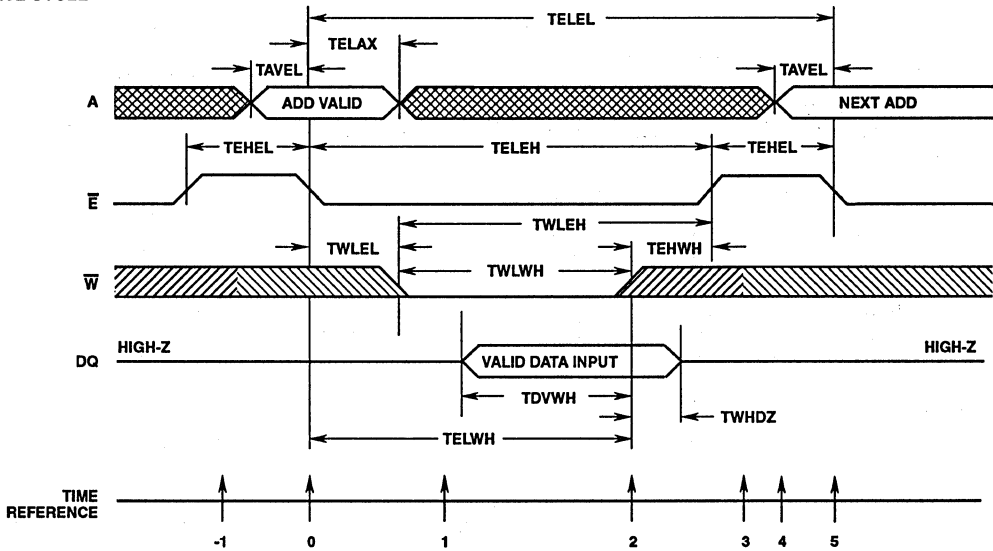 TELEL
TELAX
TAVEL
TAVEL
A
ADD VALID
NEXT ADD
TEHEL
TELEH
TEHEL
E
TWLEH
TWLEL
TEHWH
TWLWH
W
HIGH-Z
HIGH-Z
DQ
VALID DATA INPUT
TDVWH
TWHDZ
TELWH
TIME
REFERENCE
-1 0 1 2 3 4 5